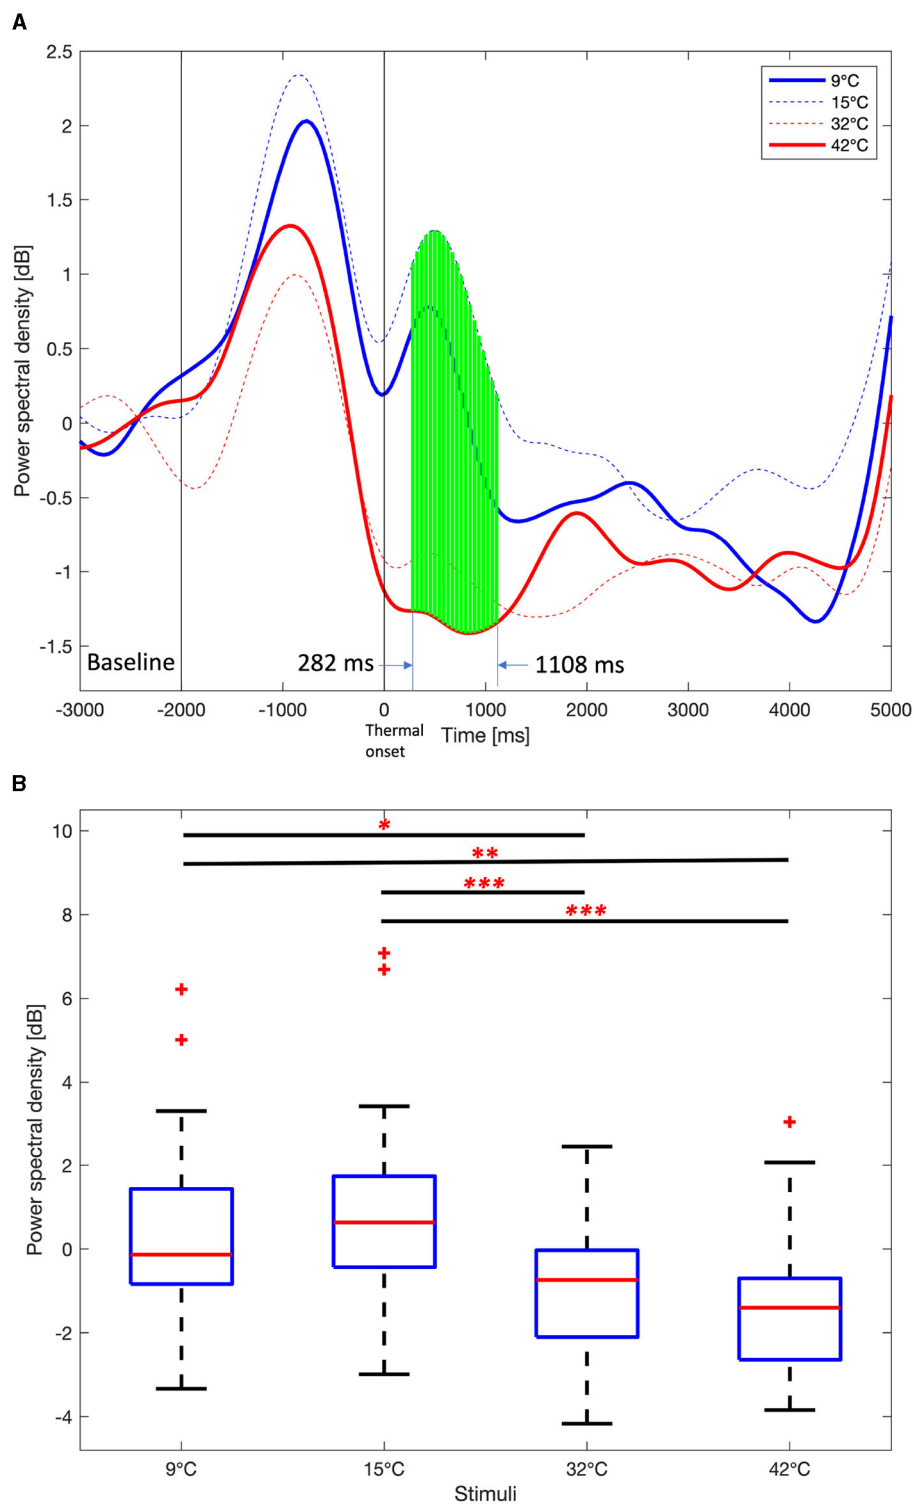 A
2.5
2
1.5
1
0.5
0
-0.5
-1
-1.5
Power spectral density [dB]
9°C
15°C
32°C
42°C
Baseline
282 ms
1108 ms
-3000 -2000 -1000 0 1000 2000 3000 4000 5000
Thermal
onset
Time [ms]
B
10
8
6
4
2
0
-2
-4
Power spectral density [dB]
*
**
***
***
9°C 15°C 32°C 42°C
Stimuli